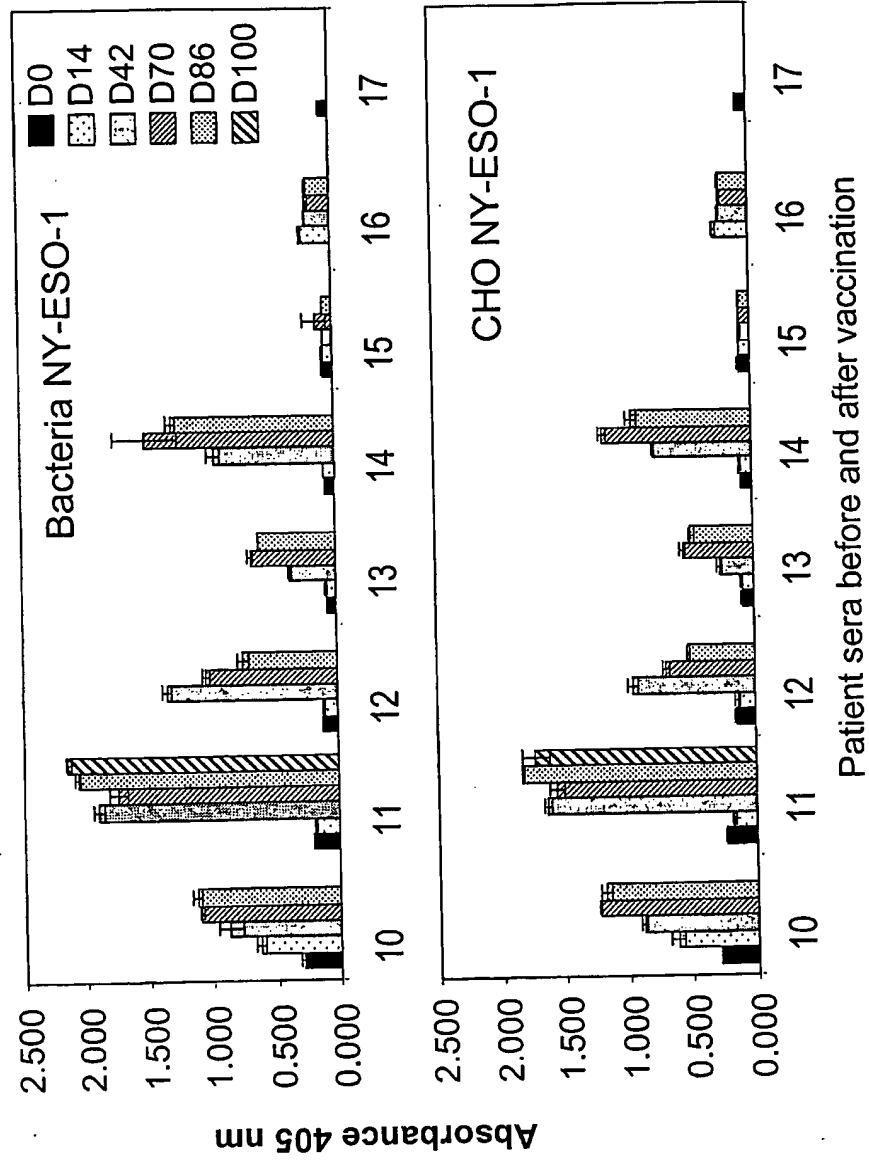 Bacteria NY-ESO-1
D0
D14
D42
D70
D86
D100
2.500
2.000
1.500
1.000
0.500
0.000
10 11 12 13 14 15 16 17
Absorbance 405 nm
CHO NY-ESO-1
2.500
2.000
1.500
1.000
0.500
0.000
10 11 12 13 14 15 16 17
Patient sera before and after vaccination